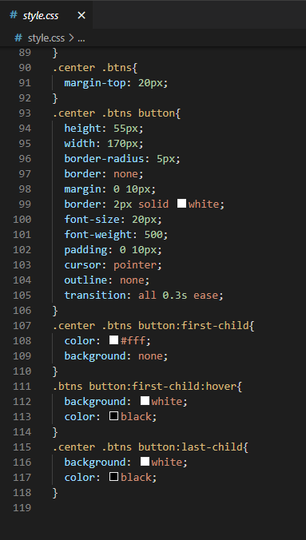 # style.css ×
# style.css > ...
89 }
90 .center .btns{
91 margin-top: 20px;
92 }
93 .center .btns button{
94 height: 55px;
95 width: 170px;
96 border-radius: 5px;
97 border: none;
98 margin: 0 10px;
99 border: 2px solid white;
100 font-size: 20px;
101 font-weight: 500;
102 padding: 0 10px;
103 cursor: pointer;
104 outline: none;
105 transition: all 0.3s ease;
106 }
107 .center .btns button:first-child{
108 color: #fff;
109 background: none;
110 }
111 .btns button:first-child:hover{
112 background: white;
113 color: black;
114 }
115 .center .btns button:last-child{
116 background: white;
117 color: black;
118 }
119